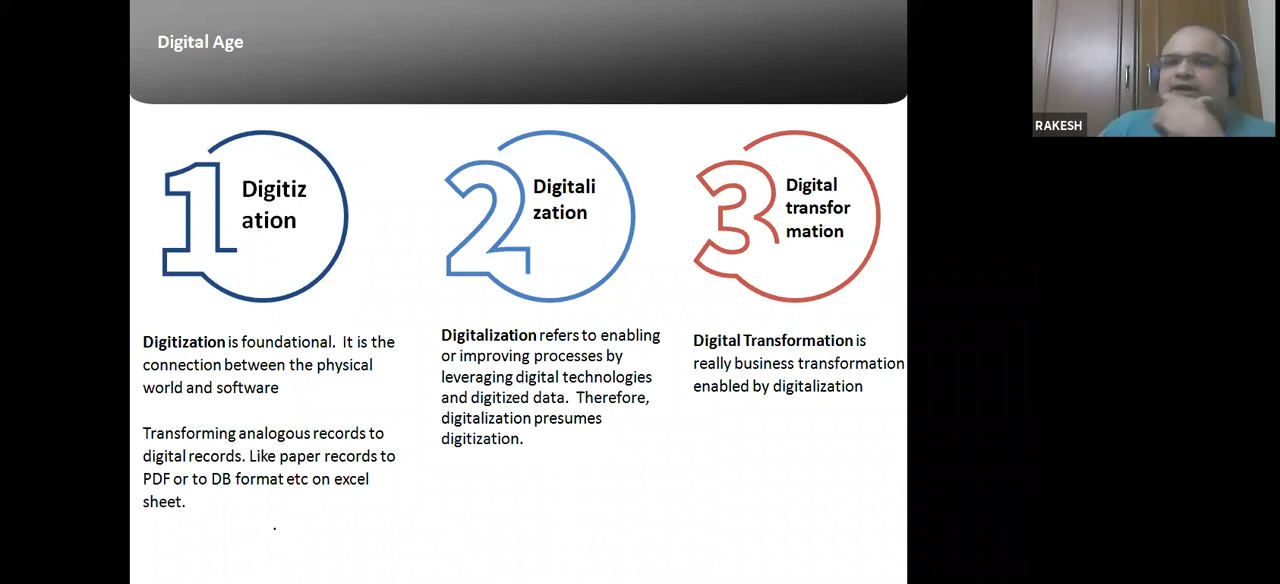 Digital Age
RAKESH
1
Digitiz
ation
2
Digitali
zation
3
Digital
transfor
mation
Digitization is foundational. It is the
connection between the physical
world and software
Transforming analogous records to
digital records. Like paper records to
PDF or to DB format etc on excel
sheet.
Digitalization refers to enabling
or improving processes by
leveraging digital technologies
and digitized data. Therefore,
digitalization presumes
digitization.
Digital Transformation is
really business transformation
enabled by digitalization